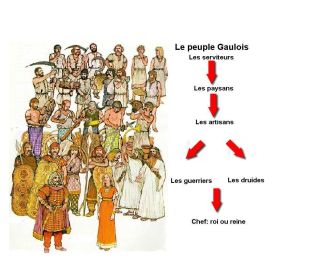 Le peuple Gaulois
Les serviteurs
Les paysans
Les artisans
Les guerriers
Les druides
Chef: roi ou reine